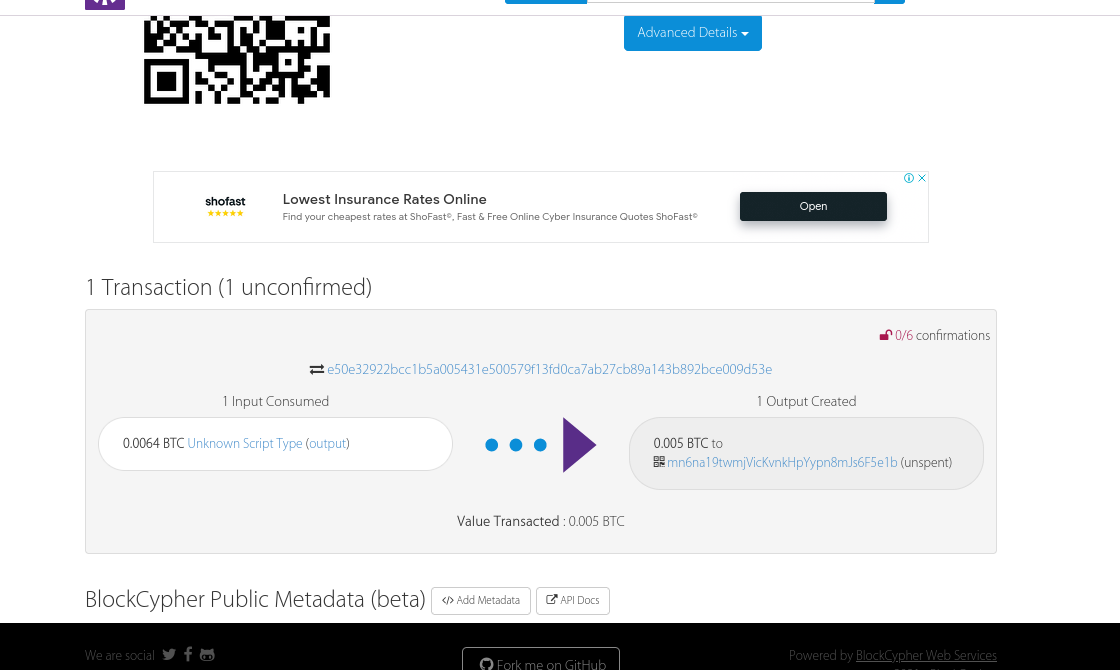 Advanced Details
shofast
Lowest Insurance Rates Online
Find your cheapest rates at ShoFast©, Fast & Free Online Cyber Insurance Quotes ShoFast©
Open
1 Transaction (1 unconfirmed)
0/6 confirmations
e50e32922bcc1b5a005431e500579f13fd0ca7ab27cb89a143b892bce009d53e
1 Input Consumed
1 Output Created
0.0064 BTC Unknown Script Type (output)
0.005 BTC to
mn6na19twmjVicKvnkHpYypn8mJs6F5e1b (unspent)
Value Transacted : 0.005 BTC
BlockCypher Public Metadata (beta)
Add Metadata
API Docs
We are social
Fork me on GitHub
Powered by BlockCypher Web Services